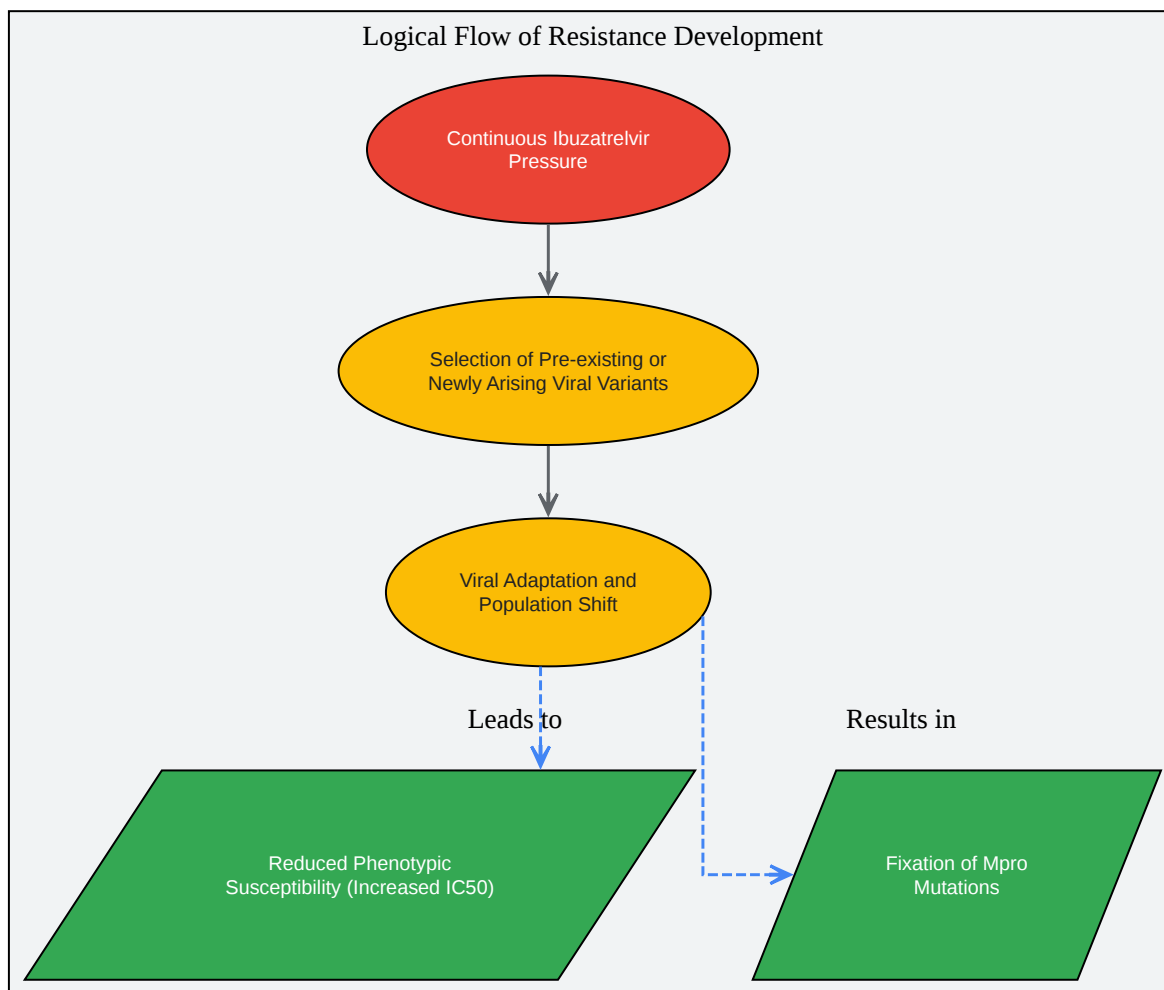 Logical Flow of Resistance Development
Continuous Ibuzatrelvir
Pressure
Selection of Pre-existing or
Newly Arising Viral Variants
Viral Adaptation and
Population Shift
Leads to
Results in
Reduced Phenotypic
Susceptibility (Increased IC50)
Fixation of Mpro
Mutations